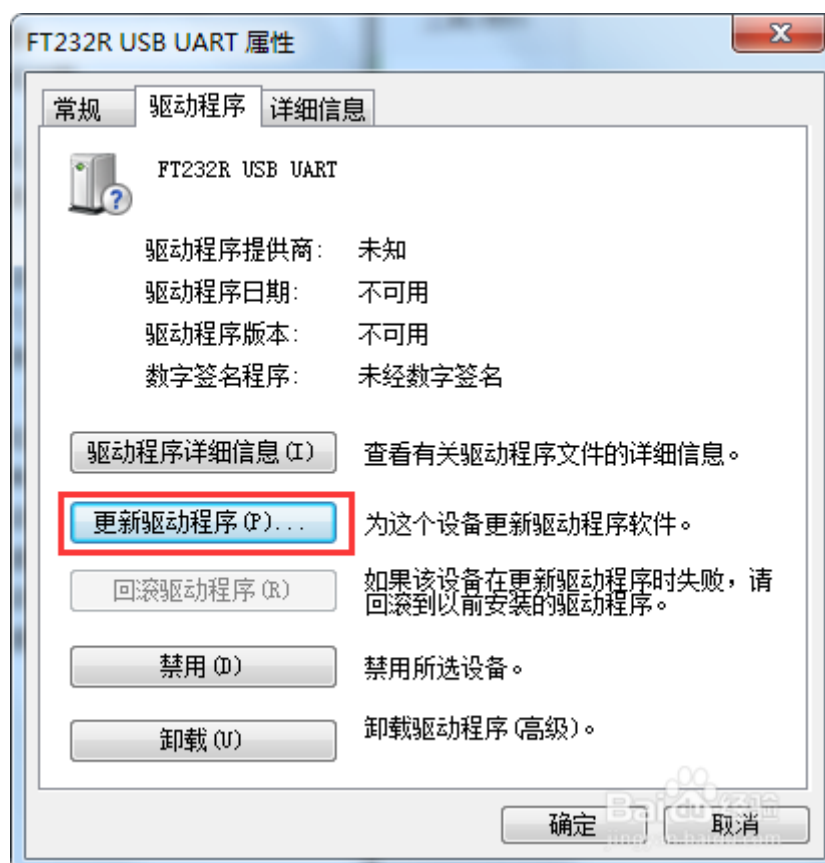 FT232R USB UART 属性
常规 驱动程序 详细信息
FT232R USB UART
驱动程序提供商: 未知
驱动程序日期: 不可用
驱动程序版本: 不可用
数字签名程序: 未经数字签名
驱动程序详细信息(I) 查看有关驱动程序文件的详细信息。
更新驱动程序(P)... 为这个设备更新驱动程序软件。
回滚驱动程序(R) 如果该设备在更新驱动程序时失败，请
回滚到以前安装的驱动程序。
禁用(D) 禁用所选设备。
卸载(U) 卸载驱动程序(高级)。
确定 取消
Baidu 经验
jingyan.baidu.com